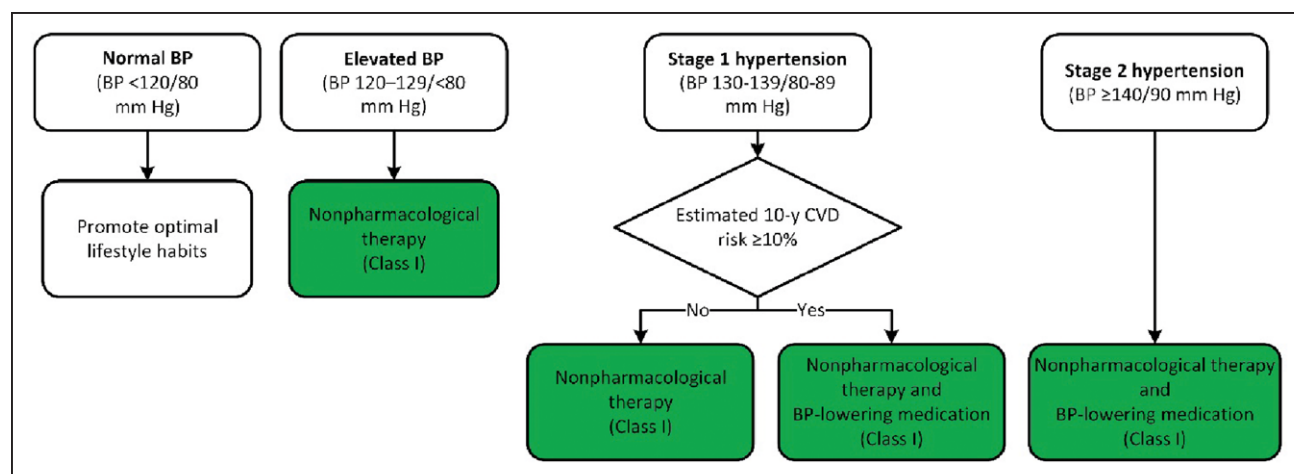 Normal BP
(BP <120/80
mm Hg)
Elevated BP
(BP 120–129/<80
mm Hg)
Stage 1 hypertension
(BP 130-139/80-89
mm Hg)
Stage 2 hypertension
(BP ≥140/90 mm Hg)
Promote optimal
lifestyle habits
Nonpharmacological
therapy
(Class I)
Estimated 10-y CVD
risk ≥10%
No
Yes
Nonpharmacological
therapy
(Class I)
Nonpharmacological
therapy and
BP-lowering medication
(Class I)
Nonpharmacological therapy
and
BP-lowering medication
(Class I)